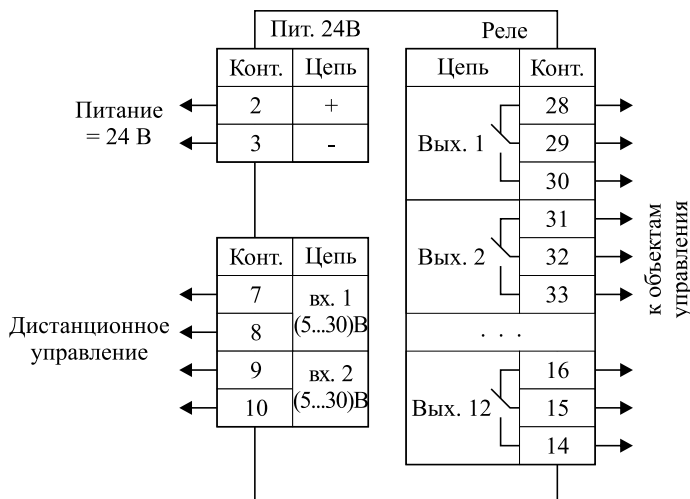 Пит. 24В
Реле
Конт. Цепь
Питание
= 24 В
2 +
3 -
Конт. Цепь
Дистанционное
управление
7
8
вх. 1
(5...30)В
9
10
вх. 2
(5...30)В
Цепь Конт.
Вых. 1
28
29
30
Вых. 2
31
32
33
. . .
Вых. 12
16
15
14
к объектам
управления